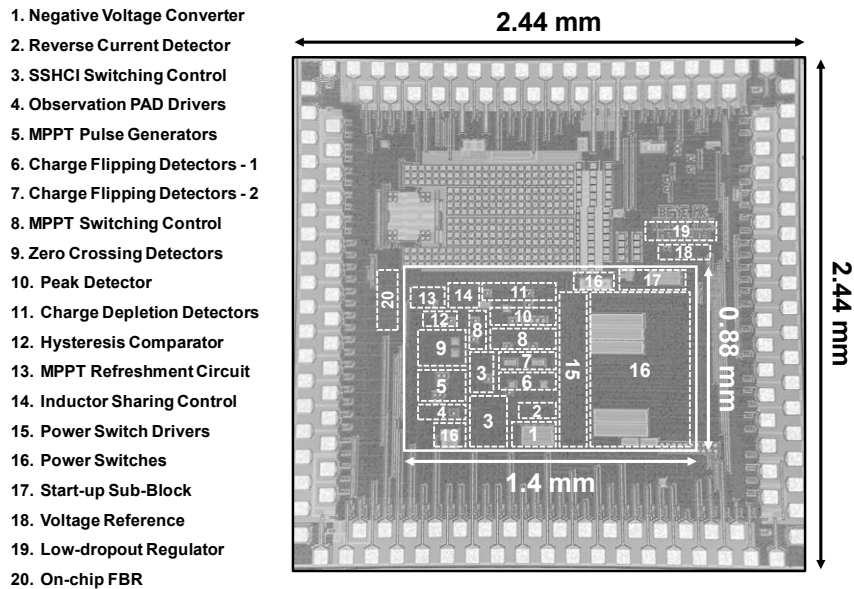 1. Negative Voltage Converter
2. Reverse Current Detector
3. SSHCI Switching Control
4. Observation PAD Drivers
5. MPPT Pulse Generators
6. Charge Flipping Detectors - 1
7. Charge Flipping Detectors - 2
8. MPPT Switching Control
9. Zero Crossing Detectors
10. Peak Detector
11. Charge Depletion Detectors
12. Hysteresis Comparator
13. MPPT Refreshment Circuit
14. Inductor Sharing Control
15. Power Switch Drivers
16. Power Switches
17. Start-up Sub-Block
18. Voltage Reference
19. Low-dropout Regulator
20. On-chip FBR
2.44 mm
2.44 mm
19
18
20
16
17
13
14
11
12
8
10
9
8
15
16
0.88 mm
3
7
5
6
4
3
2
16
1
1.4 mm